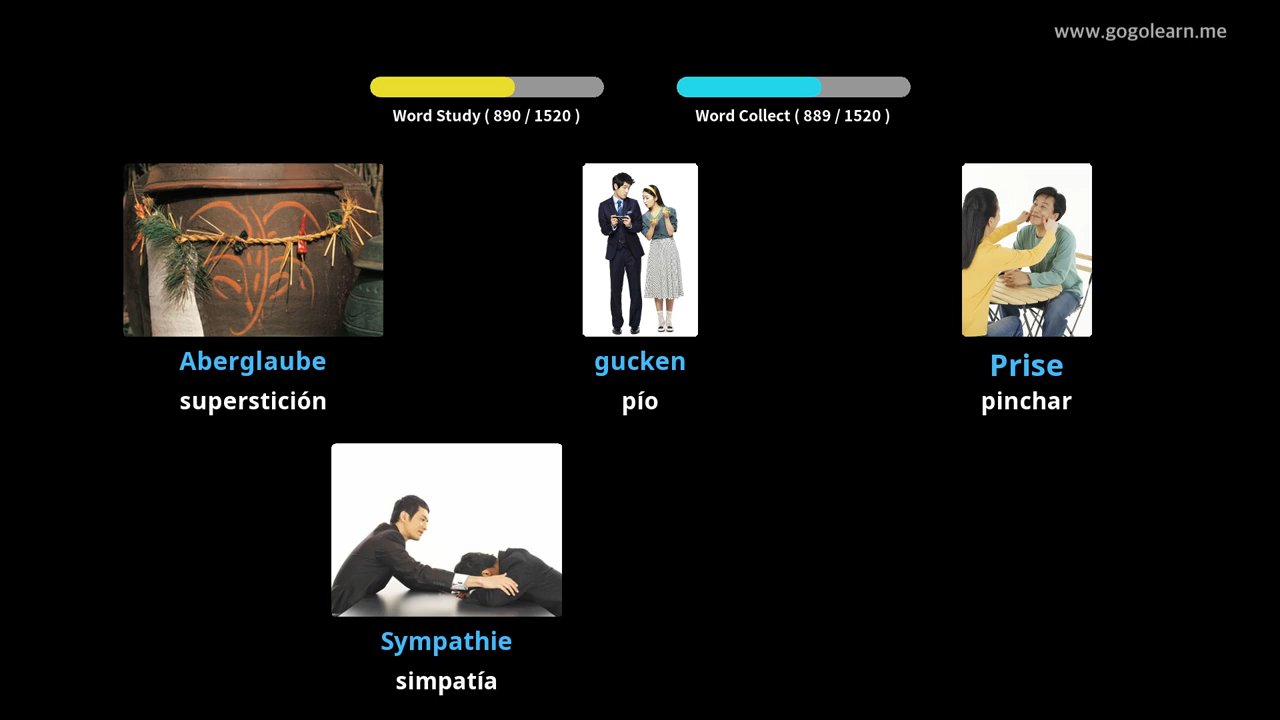 www.gogolearn.me
Word Study ( 890 / 1520 )
Word Collect ( 889 / 1520 )
Aberglaube
superstición
gucken
pío
Prise
pinchar
Sympathie
simpatía